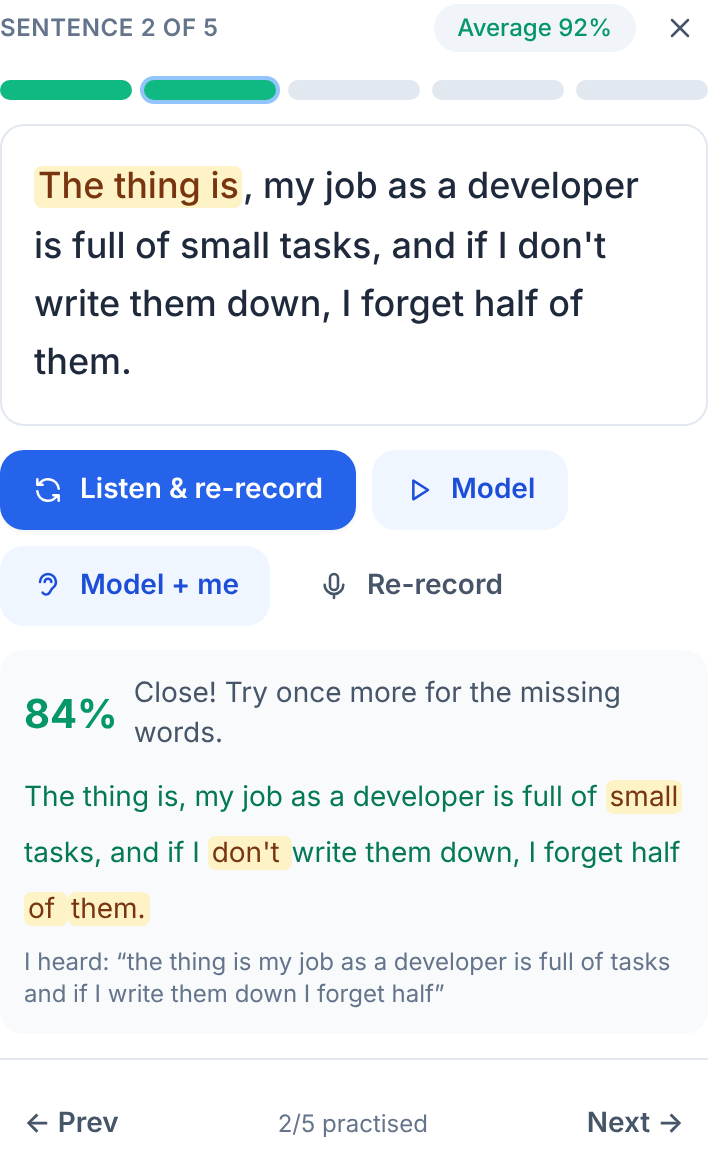 SENTENCE 2 OF 5 Average 92%
The thing is, my job as a developer
is full of small tasks, and if I don't
write them down, I forget half of
them.
Listen & re-record Model
Model + me Re-record
84% Close! Try once more for the missing
words.
The thing is, my job as a developer is full of small
tasks, and if I don't write them down, I forget half
of them.
I heard: “the thing is my job as a developer is full of tasks
and if I write them down I forget half”
← Prev 2/5 practised Next →